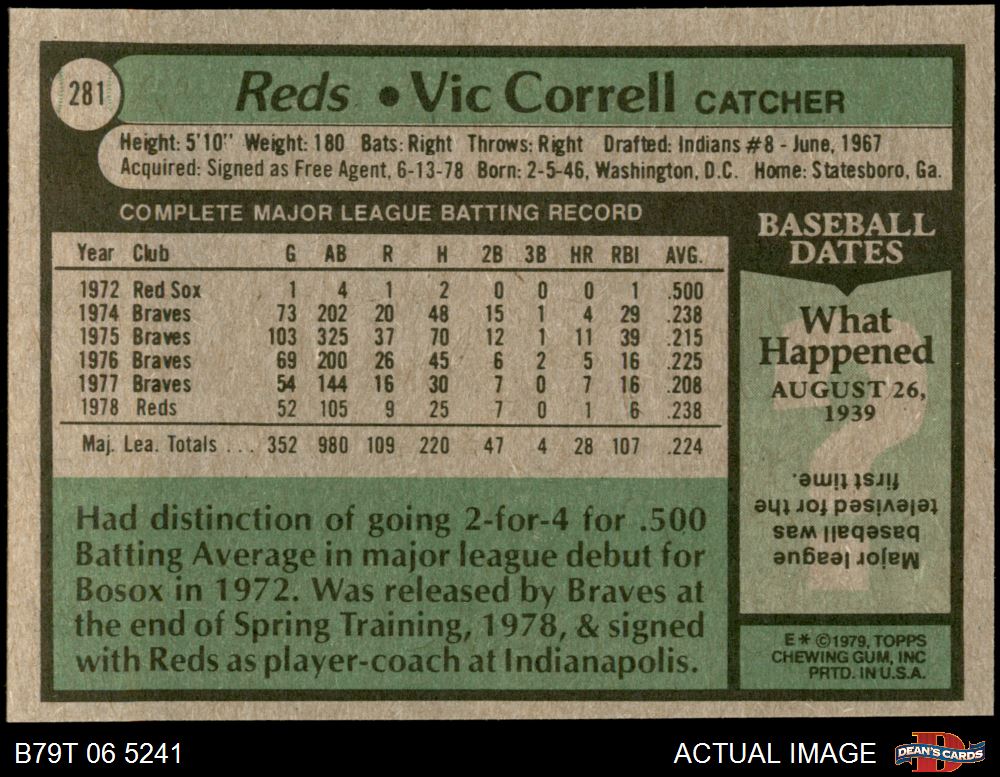 281
Reds • Vic Correll CATCHER
Height: 5'10" Weight: 180 Bats: Right Throws: Right Drafted: Indians #8 - June, 1967
Acquired: Signed as Free Agent, 6-13-78 Born: 2-5-46, Washington, D.C. Home: Statesboro, Ga.
COMPLETE MAJOR LEAGUE BATTING RECORD
Year Club G AB R H 2B 3B HR RBI AVG.
1972 Red Sox 1 4 1 2 0 0 0 1 .500
1974 Braves 73 202 20 48 15 1 4 29 .238
1975 Braves 103 325 37 70 12 1 11 39 .215
1976 Braves 69 200 26 45 6 2 5 16 .225
1977 Braves 54 144 16 30 7 0 7 16 .208
1978 Reds 52 105 9 25 7 0 1 6 .238
Maj. Lea. Totals . . . 352 980 109 220 47 4 28 107 .224
Had distinction of going 2-for-4 for .500
Batting Average in major league debut for
Bosox in 1972. Was released by Braves at
the end of Spring Training, 1978, & signed
with Reds as player-coach at Indianapolis.
BASEBALL
DATES
What
Happened
AUGUST 26,
1939
Major league
baseball was
televised for the
first time.
E * ©1979, TOPPS
CHEWING GUM, INC
PRTD. IN U.S.A.
B79T 06 5241
ACTUAL IMAGE
D
DEAN'S CARDS